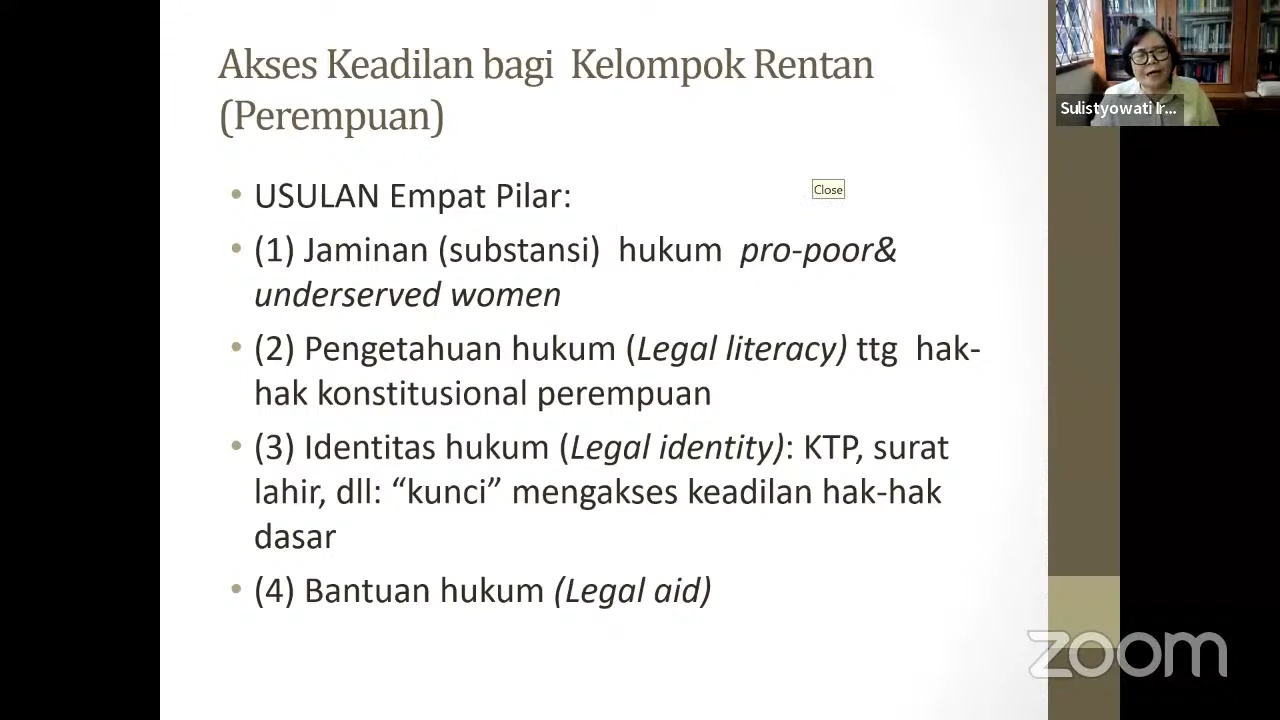 Akses Keadilan bagi Kelompok Rentan
(Perempuan)
Sulistyowati Ir...
Close
• USULAN Empat Pilar:
• (1) Jaminan (substansi) hukum pro-poor&
underserved women
• (2) Pengetahuan hukum (Legal literacy) ttg hak-
hak konstitusional perempuan
• (3) Identitas hukum (Legal identity): KTP, surat
lahir, dll: “kunci” mengakses keadilan hak-hak
dasar
• (4) Bantuan hukum (Legal aid)
zoom